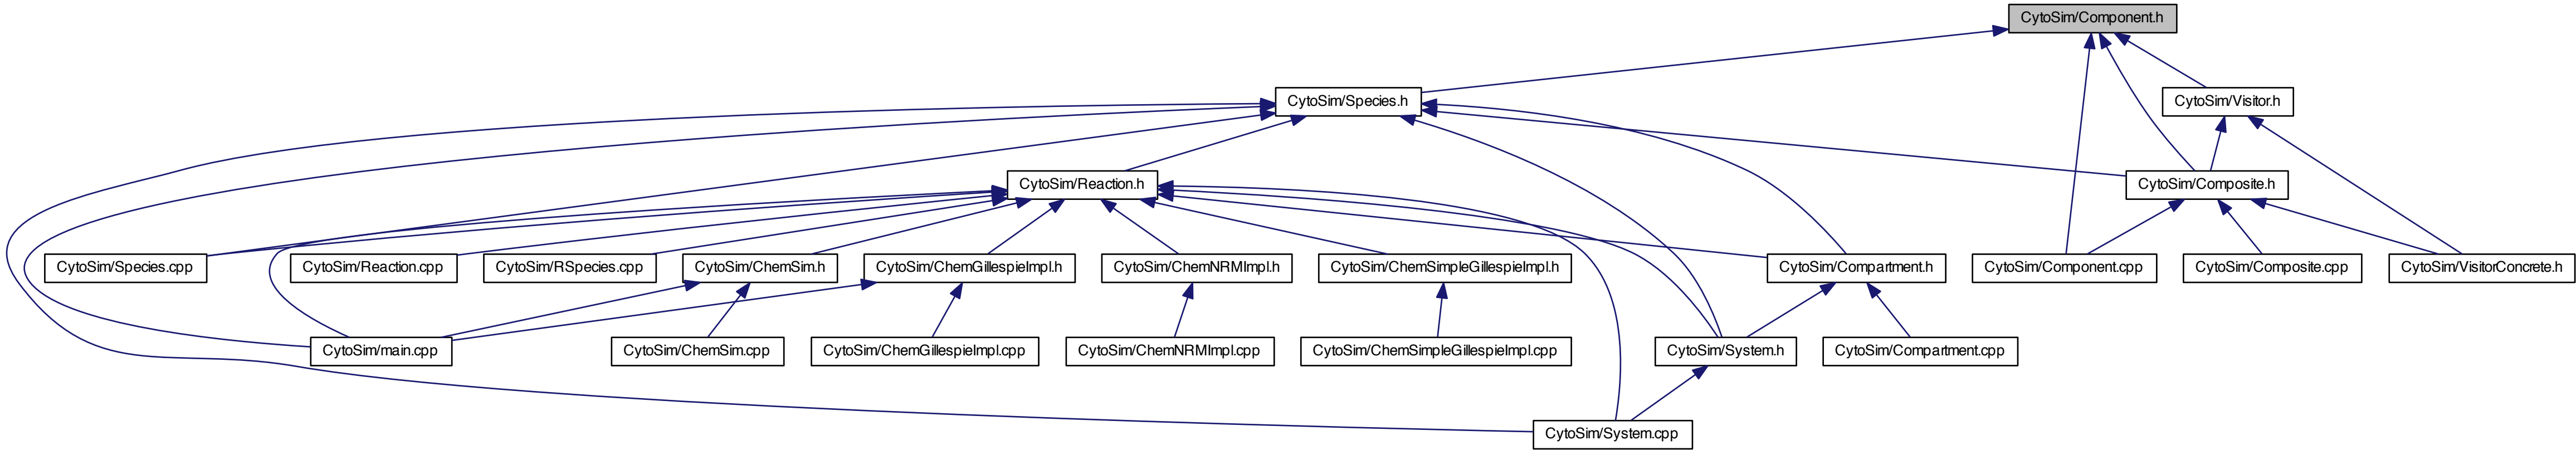 CytoSim/Component.h
CytoSim/Species.h
CytoSim/Visitor.h
CytoSim/Reaction.h
CytoSim/Composite.h
CytoSim/Species.cpp
CytoSim/Reaction.cpp
CytoSim/RSpecies.cpp
CytoSim/ChemSim.h
CytoSim/ChemGillespieImpl.h
CytoSim/ChemNRMImpl.h
CytoSim/ChemSimpleGillespieImpl.h
CytoSim/Compartment.h
CytoSim/Component.cpp
CytoSim/Composite.cpp
CytoSim/VisitorConcrete.h
CytoSim/main.cpp
CytoSim/ChemSim.cpp
CytoSim/ChemGillespieImpl.cpp
CytoSim/ChemNRMImpl.cpp
CytoSim/ChemSimpleGillespieImpl.cpp
CytoSim/System.h
CytoSim/Compartment.cpp
CytoSim/System.cpp